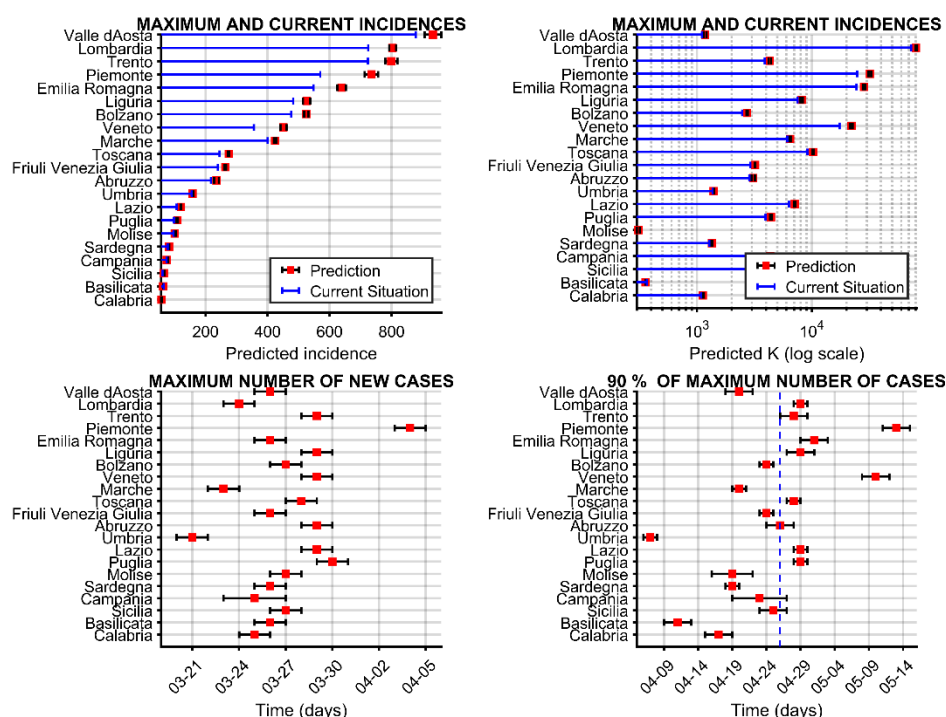 MAXIMUM AND CURRENT INCIDENCES
Valle dAosta
Lombardia
Trento
Piemonte
Emilia Romagna
Liguria
Bolzano
Veneto
Marche
Toscana
Friuli Venezia Giulia
Abruzzo
Umbria
Lazio
Puglia
Molise
Sardegna
Campania
Sicilia
Basilicata
Calabria
Prediction
Current Situation
200 400 600 800
Predicted incidence
MAXIMUM AND CURRENT INCIDENCES
Valle dAosta
Lombardia
Trento
Piemonte
Emilia Romagna
Liguria
Bolzano
Veneto
Marche
Toscana
Friuli Venezia Giulia
Abruzzo
Umbria
Lazio
Puglia
Molise
Sardegna
Campania
Sicilia
Basilicata
Calabria
Prediction
Current Situation
10³ 10⁴
Predicted K (log scale)
MAXIMUM NUMBER OF NEW CASES
Valle dAosta
Lombardia
Trento
Piemonte
Emilia Romagna
Liguria
Bolzano
Veneto
Marche
Toscana
Friuli Venezia Giulia
Abruzzo
Umbria
Lazio
Puglia
Molise
Sardegna
Campania
Sicilia
Basilicata
Calabria
03-21 03-24 03-27 03-30 04-02 04-05
Time (days)
90 % OF MAXIMUM NUMBER OF CASES
Valle dAosta
Lombardia
Trento
Piemonte
Emilia Romagna
Liguria
Bolzano
Veneto
Marche
Toscana
Friuli Venezia Giulia
Abruzzo
Umbria
Lazio
Puglia
Molise
Sardegna
Campania
Sicilia
Basilicata
Calabria
04-09 04-14 04-19 04-24 04-29 05-04 05-09 05-14
Time (days)